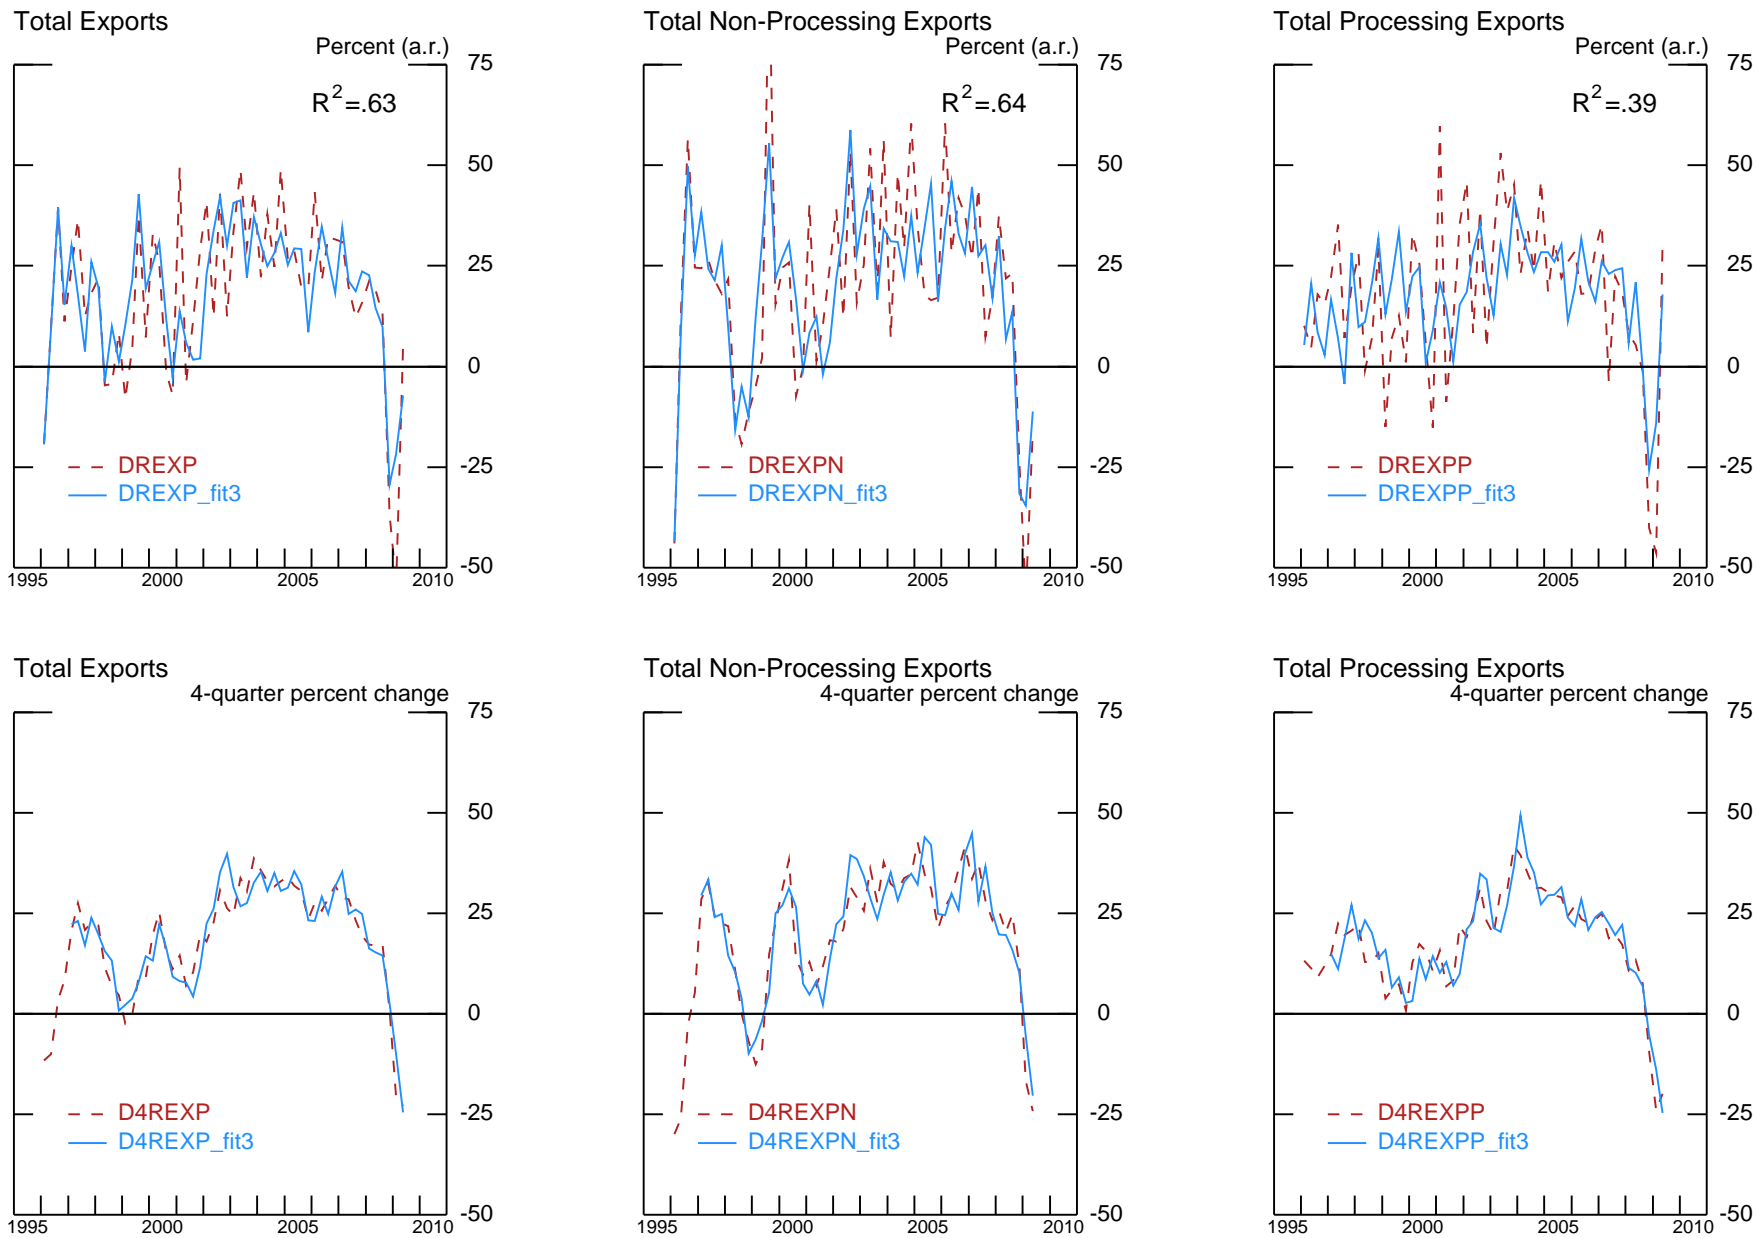 Total Exports
Percent (a.r.)
75
R²=.63
50
25
0
DREXP
-25
DREXP_fit3
-50
1995 2000 2005 2010
Total Non-Processing Exports
Percent (a.r.)
75
R²=.64
50
25
0
DREXPN
-25
DREXPN_fit3
-50
1995 2000 2005 2010
Total Processing Exports
Percent (a.r.)
75
R²=.39
50
25
0
DREXPP
-25
DREXPP_fit3
-50
1995 2000 2005 2010
Total Exports
4-quarter percent change
75
50
25
0
D4REXP
-25
D4REXP_fit3
-50
1995 2000 2005 2010
Total Non-Processing Exports
4-quarter percent change
75
50
25
0
D4REXPN
-25
D4REXPN_fit3
-50
1995 2000 2005 2010
Total Processing Exports
4-quarter percent change
75
50
25
0
D4REXPP
-25
D4REXPP_fit3
-50
1995 2000 2005 2010